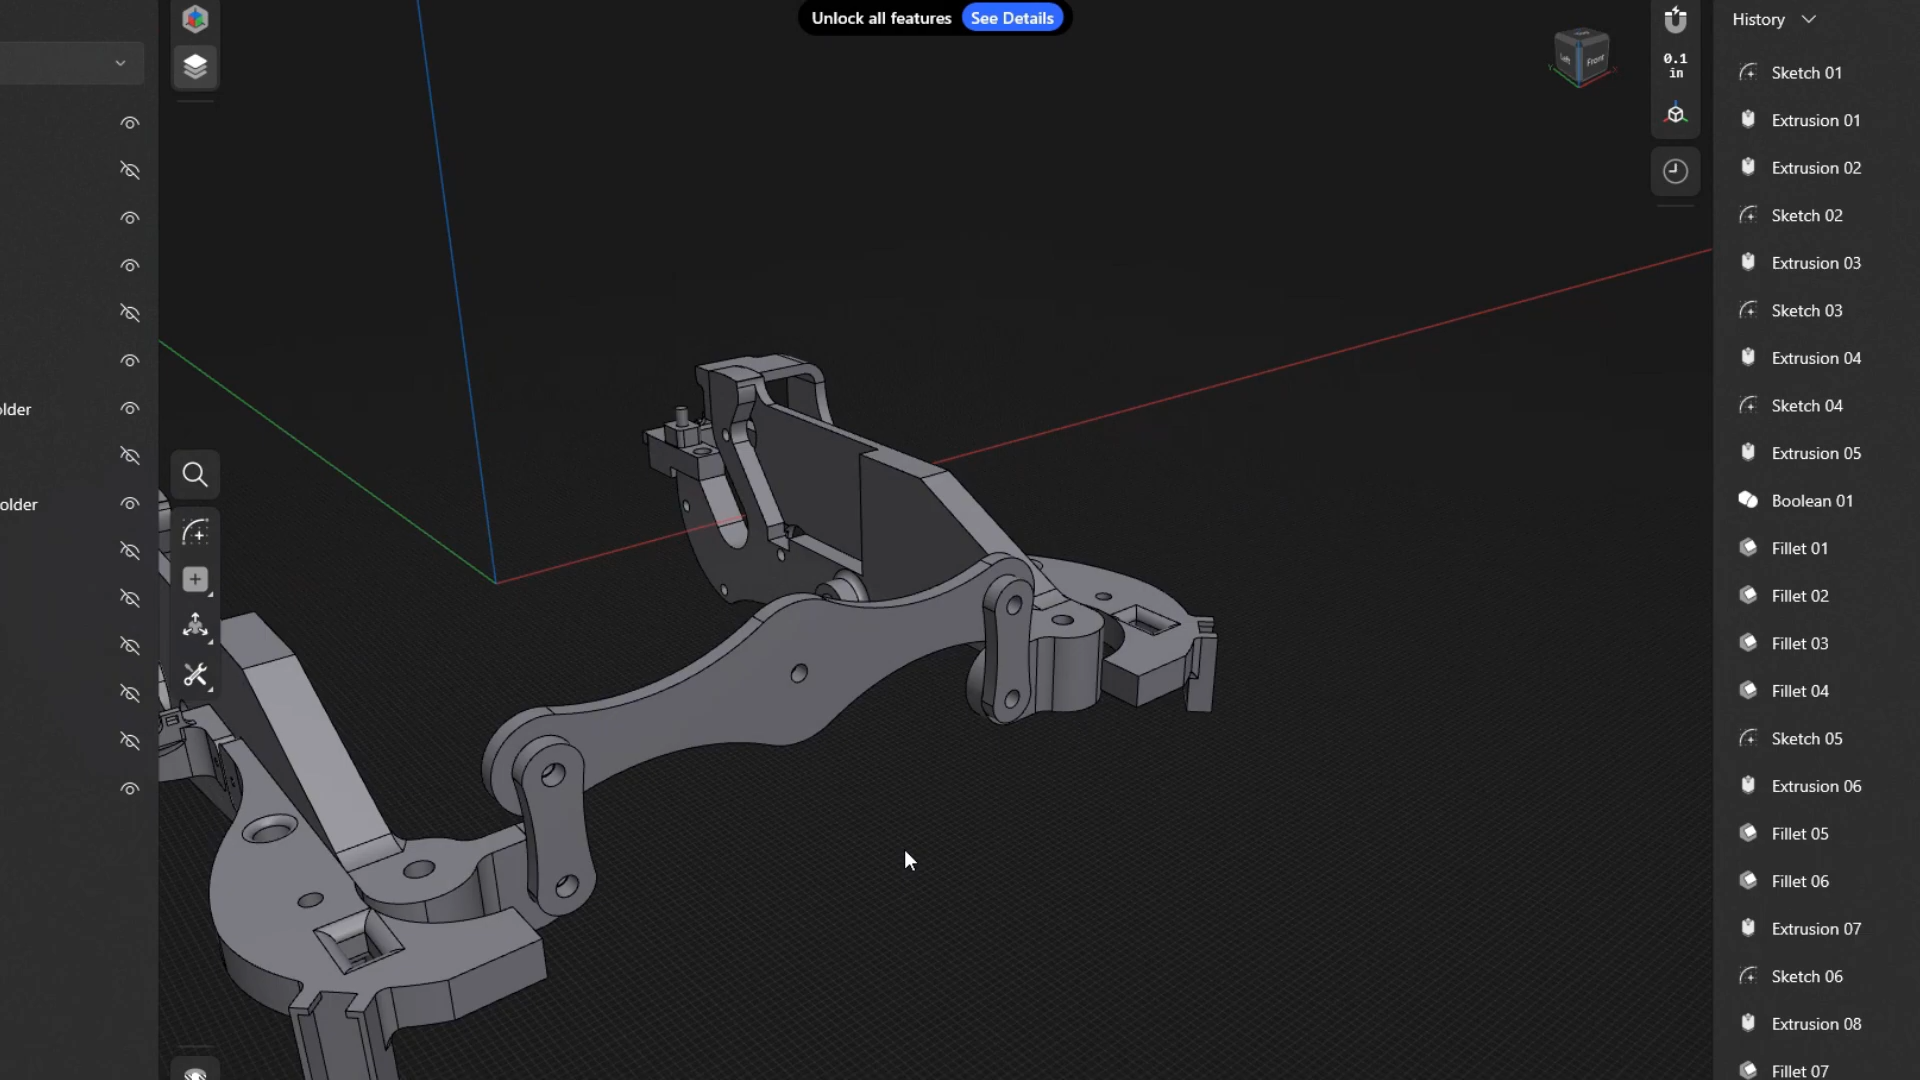 Unlock all features See Details
Left
Front
0.1
in
History
Sketch 01
Extrusion 01
Extrusion 02
Sketch 02
Extrusion 03
Sketch 03
Extrusion 04
Sketch 04
Extrusion 05
Boolean 01
Fillet 01
Fillet 02
Fillet 03
Fillet 04
Sketch 05
Extrusion 06
Fillet 05
Fillet 06
Extrusion 07
Sketch 06
Extrusion 08
Fillet 07
older
older